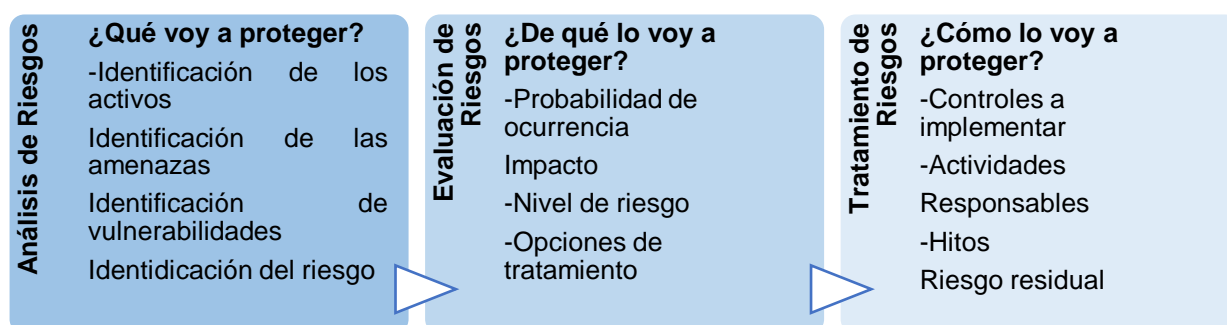 Análisis de Riesgos
¿Qué voy a proteger?
-Identificación de los
activos
Identificación de las
amenazas
Identificación de
vulnerabilidades
Identidicación del riesgo
Evaluación de
Riesgos
¿De qué lo voy a
proteger?
-Probabilidad de
ocurrencia
Impacto
-Nivel de riesgo
-Opciones de
tratamiento
Tratamiento de
Riesgos
¿Cómo lo voy a
proteger?
-Controles a
implementar
-Actividades
Responsables
-Hitos
Riesgo residual